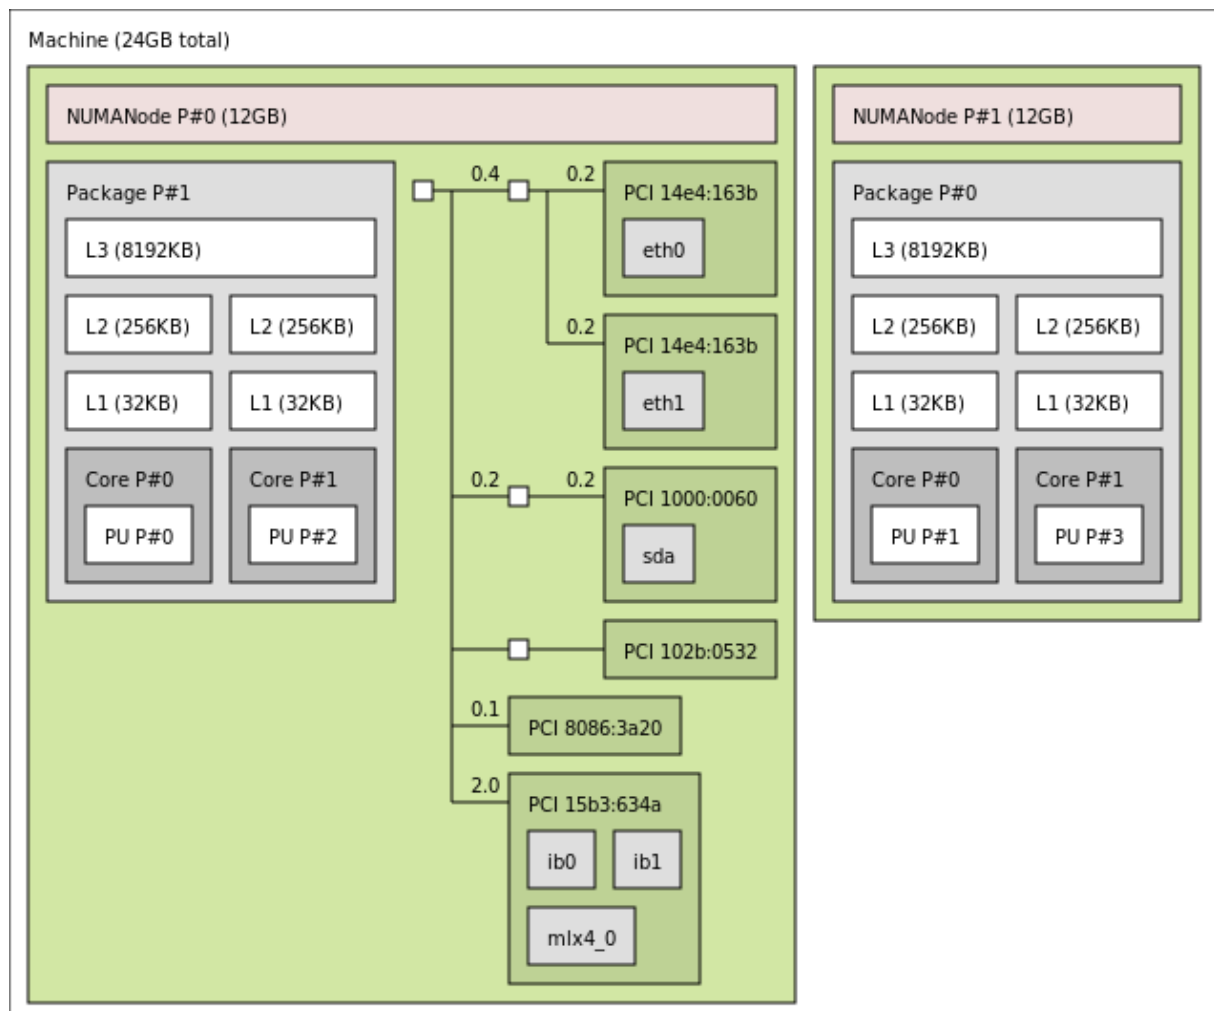 Machine (24GB total)
NUMANode P#0 (12GB)
Package P#1
L3 (8192KB)
L2 (256KB)
L2 (256KB)
L1 (32KB)
L1 (32KB)
Core P#0
PU P#0
Core P#1
PU P#2
0.4
0.2
PCI 14e4:163b
eth0
0.2
PCI 14e4:163b
eth1
0.2
0.2
PCI 1000:0060
sda
PCI 102b:0532
0.1
PCI 8086:3a20
2.0
PCI 15b3:634a
ib0
ib1
mlx4_0
NUMANode P#1 (12GB)
Package P#0
L3 (8192KB)
L2 (256KB)
L2 (256KB)
L1 (32KB)
L1 (32KB)
Core P#0
PU P#1
Core P#1
PU P#3